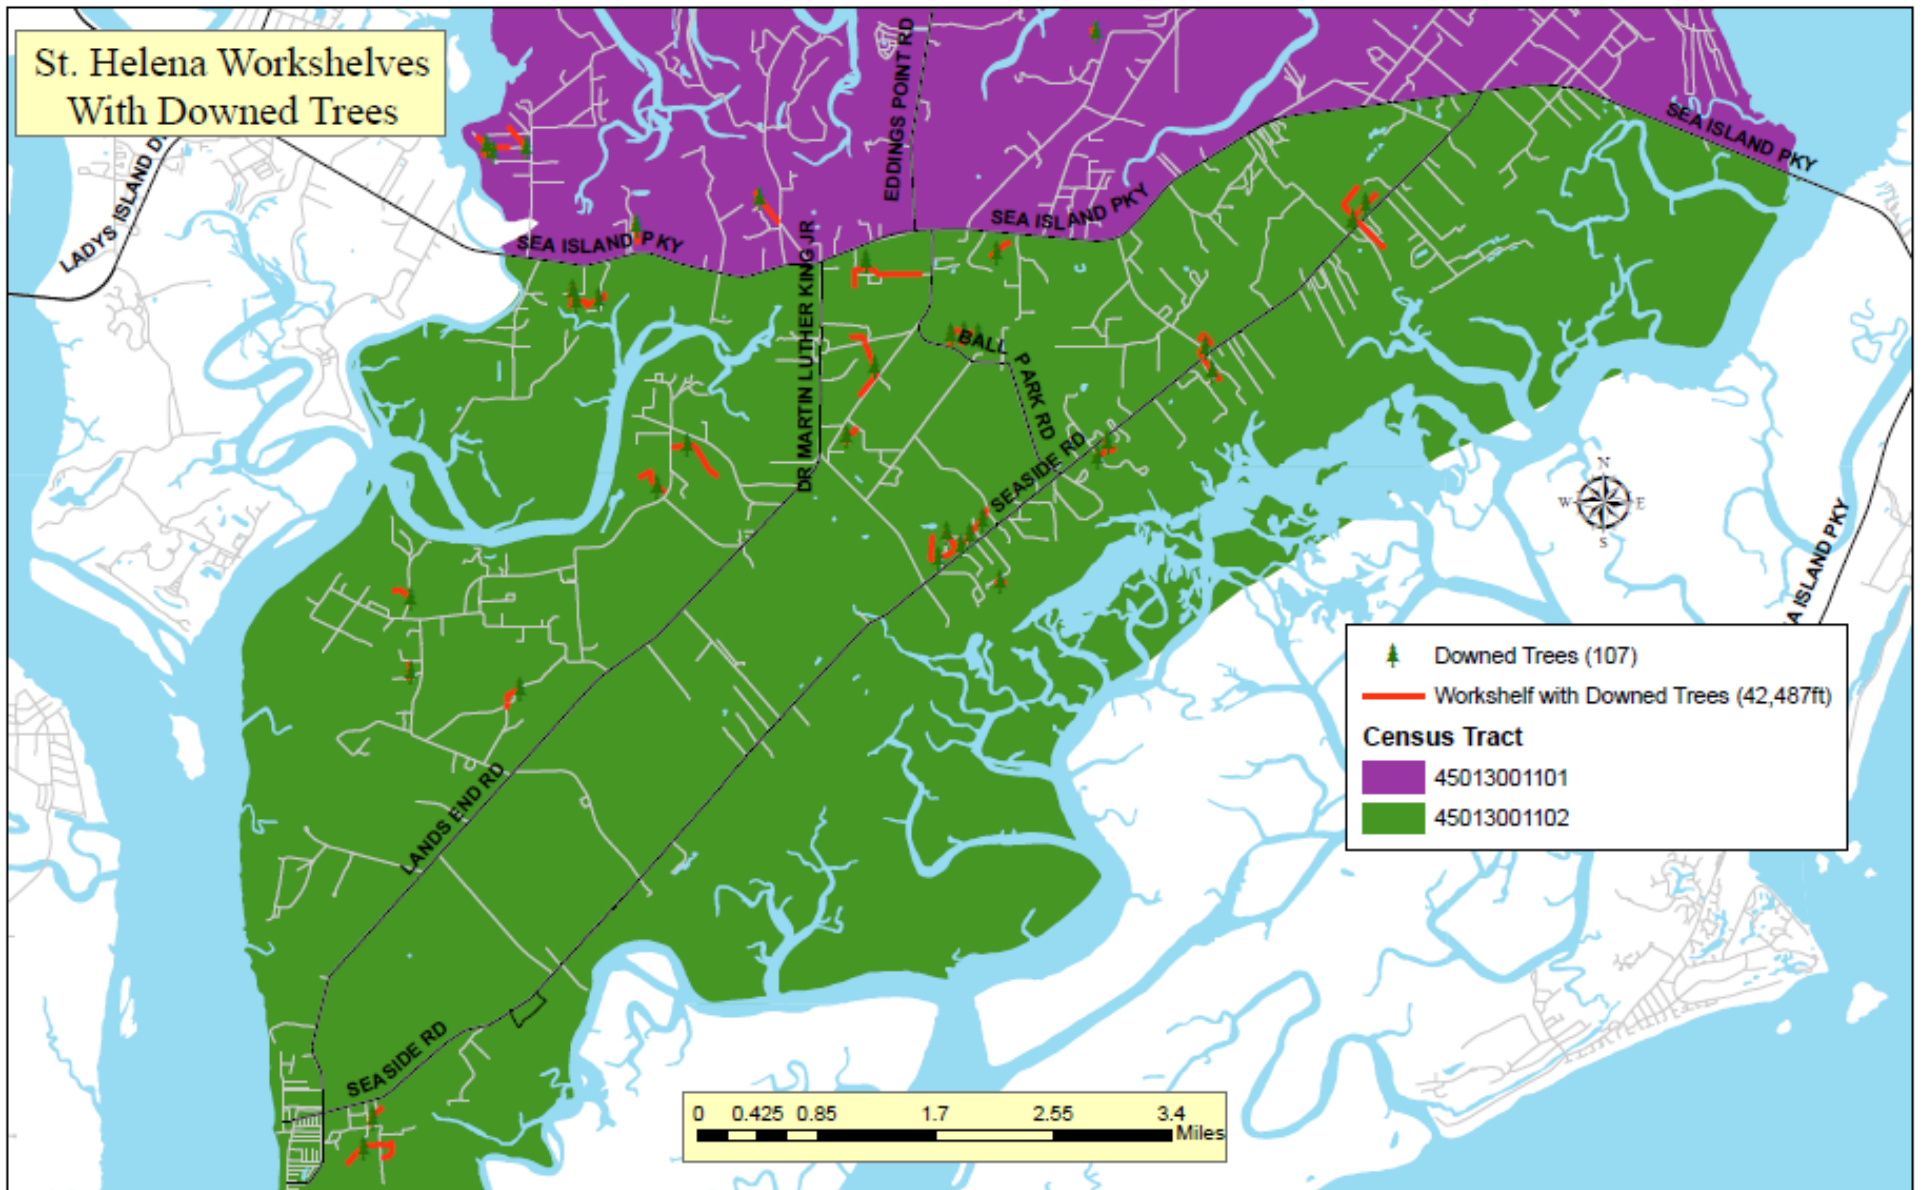 St. Helena Workshelves
With Downed Trees
LADYS ISLAND D
EDDINGS POINT RD
SEA ISLAND PKY
SEA ISLAND PKY
SEA ISLAND PKY
DR MARTIN LUTHER KING JR
BALL PARK RD
SEASIDE RD
N
W E
S
A ISLAND PKY
LANDS END RD
SEASIDE RD
Downed Trees (107)
Workshelf with Downed Trees (42,487ft)
Census Tract
45013001101
45013001102
0 0.425 0.85 1.7 2.55 3.4
Miles